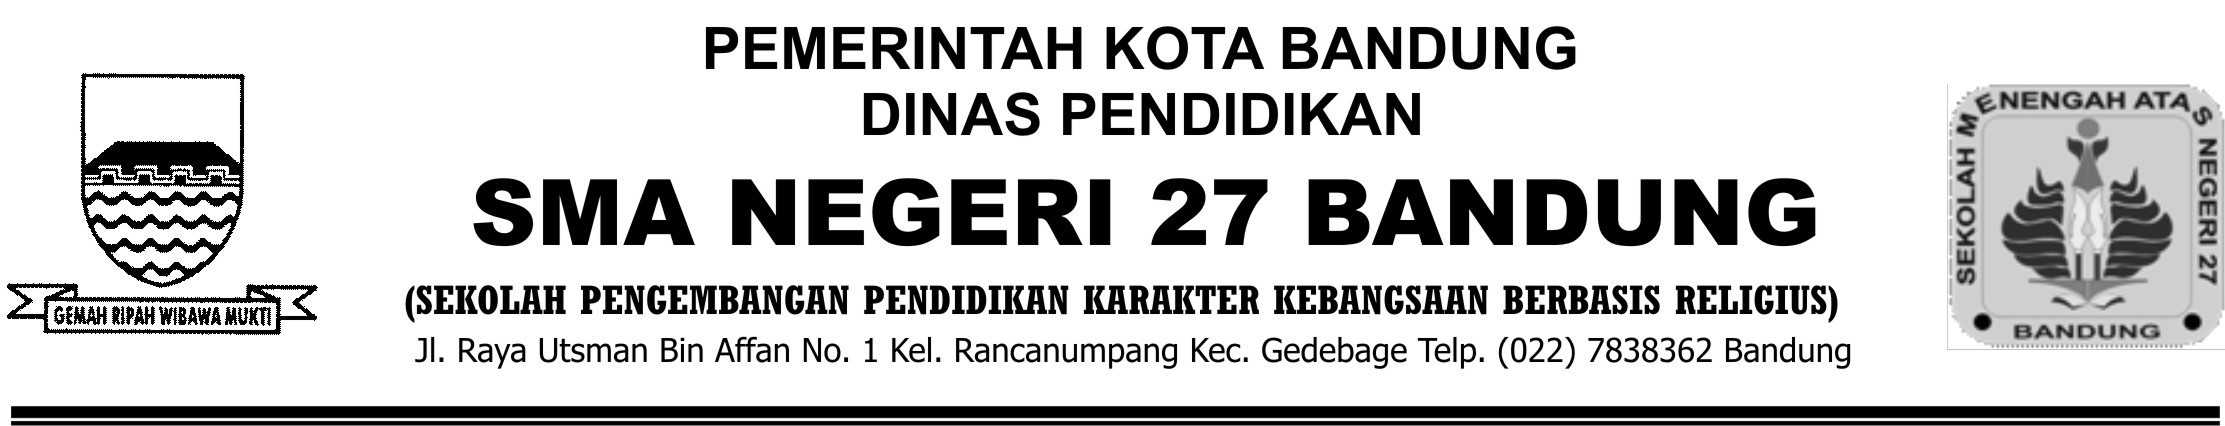 PEMERINTAH KOTA BANDUNG
DINAS PENDIDIKAN
SMA NEGERI 27 BANDUNG
(SEKOLAH PENGEMBANGAN PENDIDIKAN KARAKTER KEBANGSAAN BERBASIS RELIGIUS)
Jl. Raya Utsman Bin Affan No. 1 Kel. Rancanumpang Kec. Gedebage Telp. (022) 7838362 Bandung
GEMAH RIPAH WIBAWA MUKTI
SEKOLAH MENENGAH ATAS NEGERI 27
BANDUNG